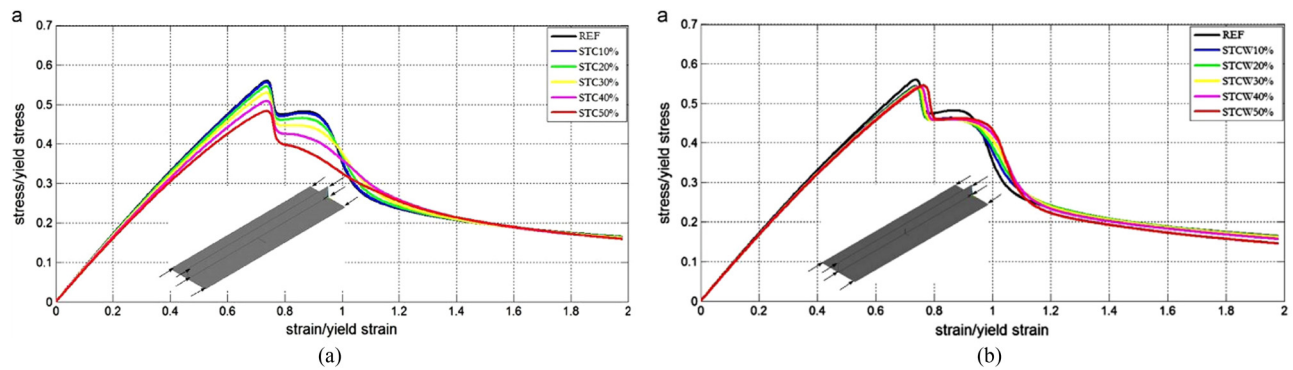 a
0.7
0.6
0.5
0.4
0.3
0.2
0.1
0
stress/yield stress
REF
STC10%
STC20%
STC30%
STC40%
STC50%
0 0.2 0.4 0.6 0.8 1 1.2 1.4 1.6 1.8 2
strain/yield strain
(a)
a
0.7
0.6
0.5
0.4
0.3
0.2
0.1
0
stress/yield stress
REF
STCW10%
STCW20%
STCW30%
STCW40%
STCW50%
0 0.2 0.4 0.6 0.8 1.0 1.2 1.4 1.6 1.8 2
strain/yield strain
(b)